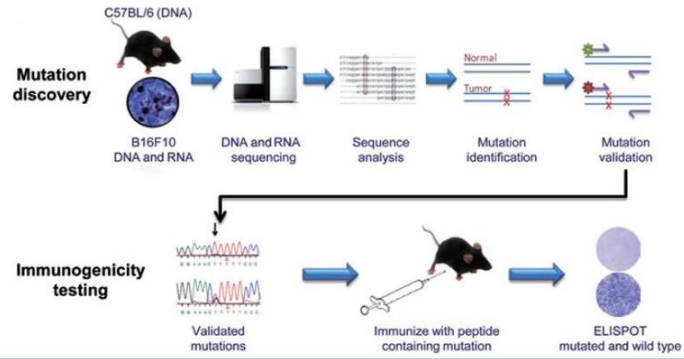 C57BL/6 (DNA)
Mutation
discovery
B16F10
DNA and RNA
DNA and RNA
sequencing
Sequence
analysis
Normal
Tumor
Mutation
identification
Mutation
validation
Immunogenicity
testing
Validated
mutations
Immunize with peptide
containing mutation
ELISPOT
mutated and wild type